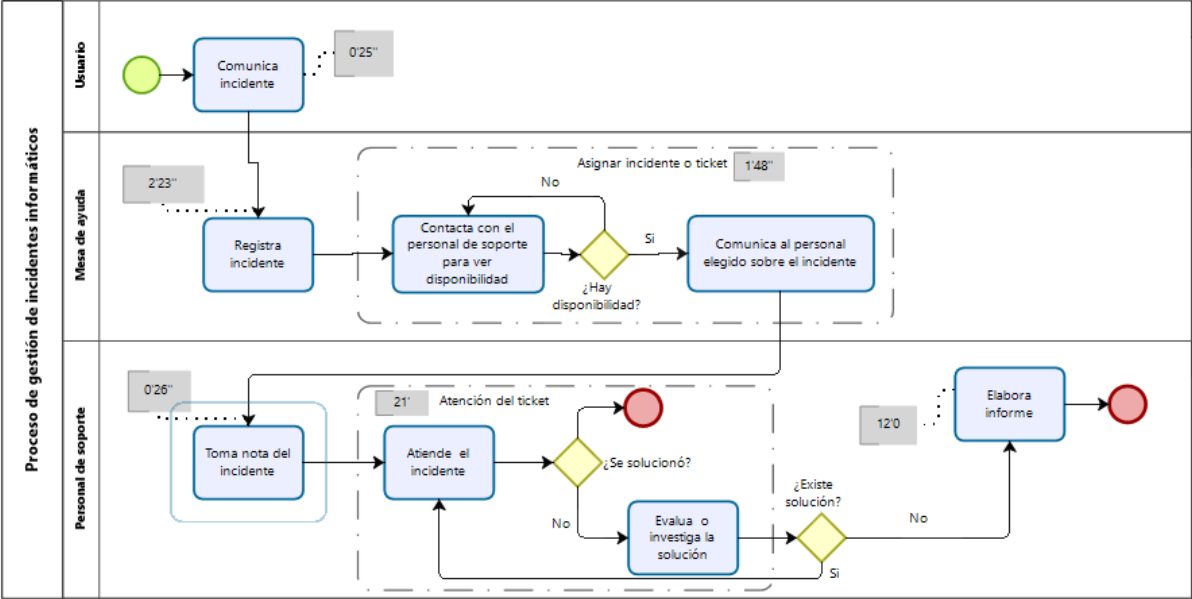 Proceso de gestión de incidentes informáticos
Usuario
Comunica
incidente
0'25"
Mesa de ayuda
2'23"
Registra
incidente
Asignar incidente o ticket
1'48"
No
Contacta con el
personal de soporte
para ver
disponibilidad
¿Hay
disponibilidad?
Si
Comunica al personal
elegido sobre el incidente
Personal de soporte
0'26"
Toma nota del
incidente
21'
Atención del ticket
Atiende el
incidente
¿Se solucionó?
No
Evalua o
investiga la
solución
¿Existe
solución?
Si
No
12'0
Elabora
informe